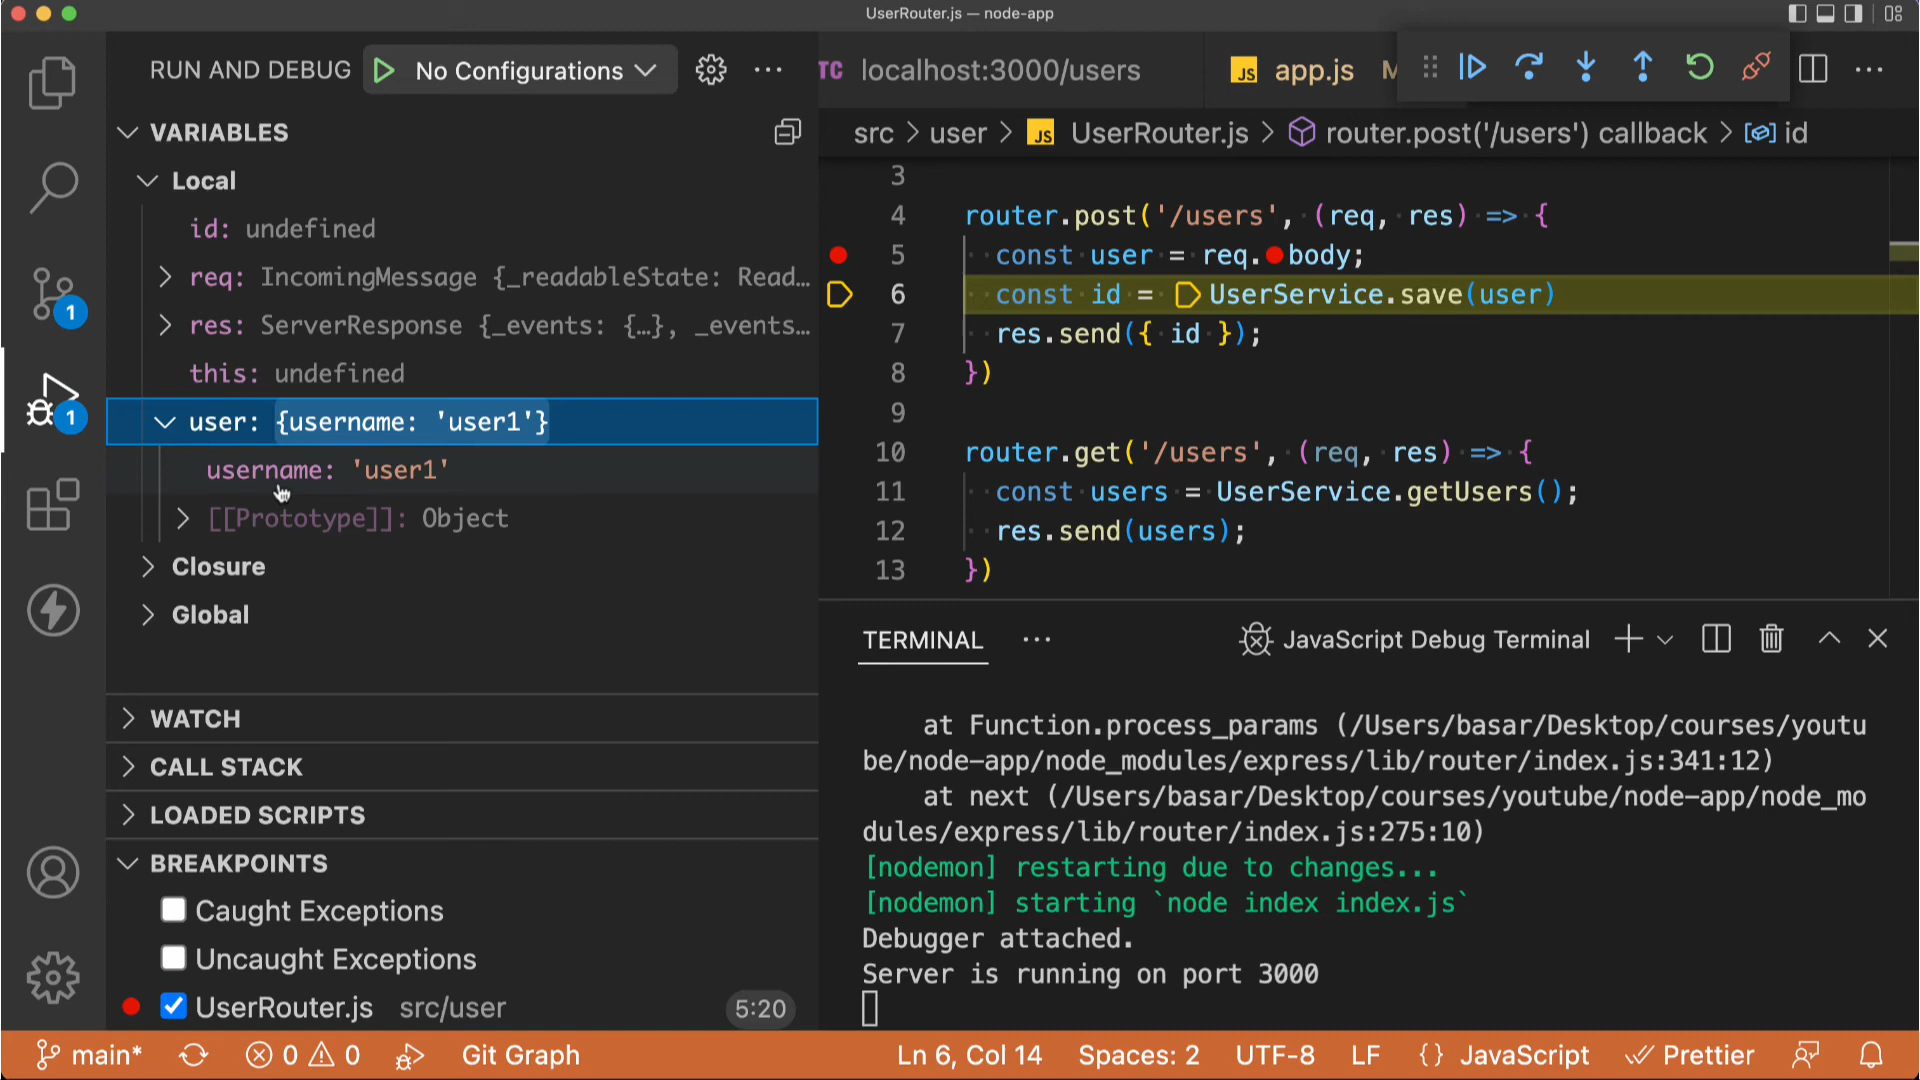 UserRouter.js — node-app
RUN AND DEBUG
No Configurations
TC localhost:3000/users
JS app.js M
src > user > JS UserRouter.js > router.post('/users') callback > id
VARIABLES
Local
id: undefined
req: IncomingMessage {_readableState: Read…
res: ServerResponse {_events: {…}, _events…
this: undefined
user: {username: 'user1'}
username: 'user1'
[[Prototype]]: Object
Closure
Global
1
1
WATCH
CALL STACK
LOADED SCRIPTS
BREAKPOINTS
Caught Exceptions
Uncaught Exceptions
UserRouter.js src/user 5:20
3
4 router.post('/users', (req, res) => {
5 const user = req.body;
6 const id = UserService.save(user)
7 res.send({ id });
8 })
9
10 router.get('/users', (req, res) => {
11 const users = UserService.getUsers();
12 res.send(users);
13 })
TERMINAL
JavaScript Debug Terminal
at Function.process_params (/Users/basar/Desktop/courses/youtu
be/node-app/node_modules/express/lib/router/index.js:341:12)
at next (/Users/basar/Desktop/courses/youtube/node-app/node_mo
dules/express/lib/router/index.js:275:10)
[nodemon] restarting due to changes...
[nodemon] starting `node index index.js`
Debugger attached.
Server is running on port 3000
main* 0 0 Git Graph Ln 6, Col 14 Spaces: 2 UTF-8 LF {} JavaScript Prettier